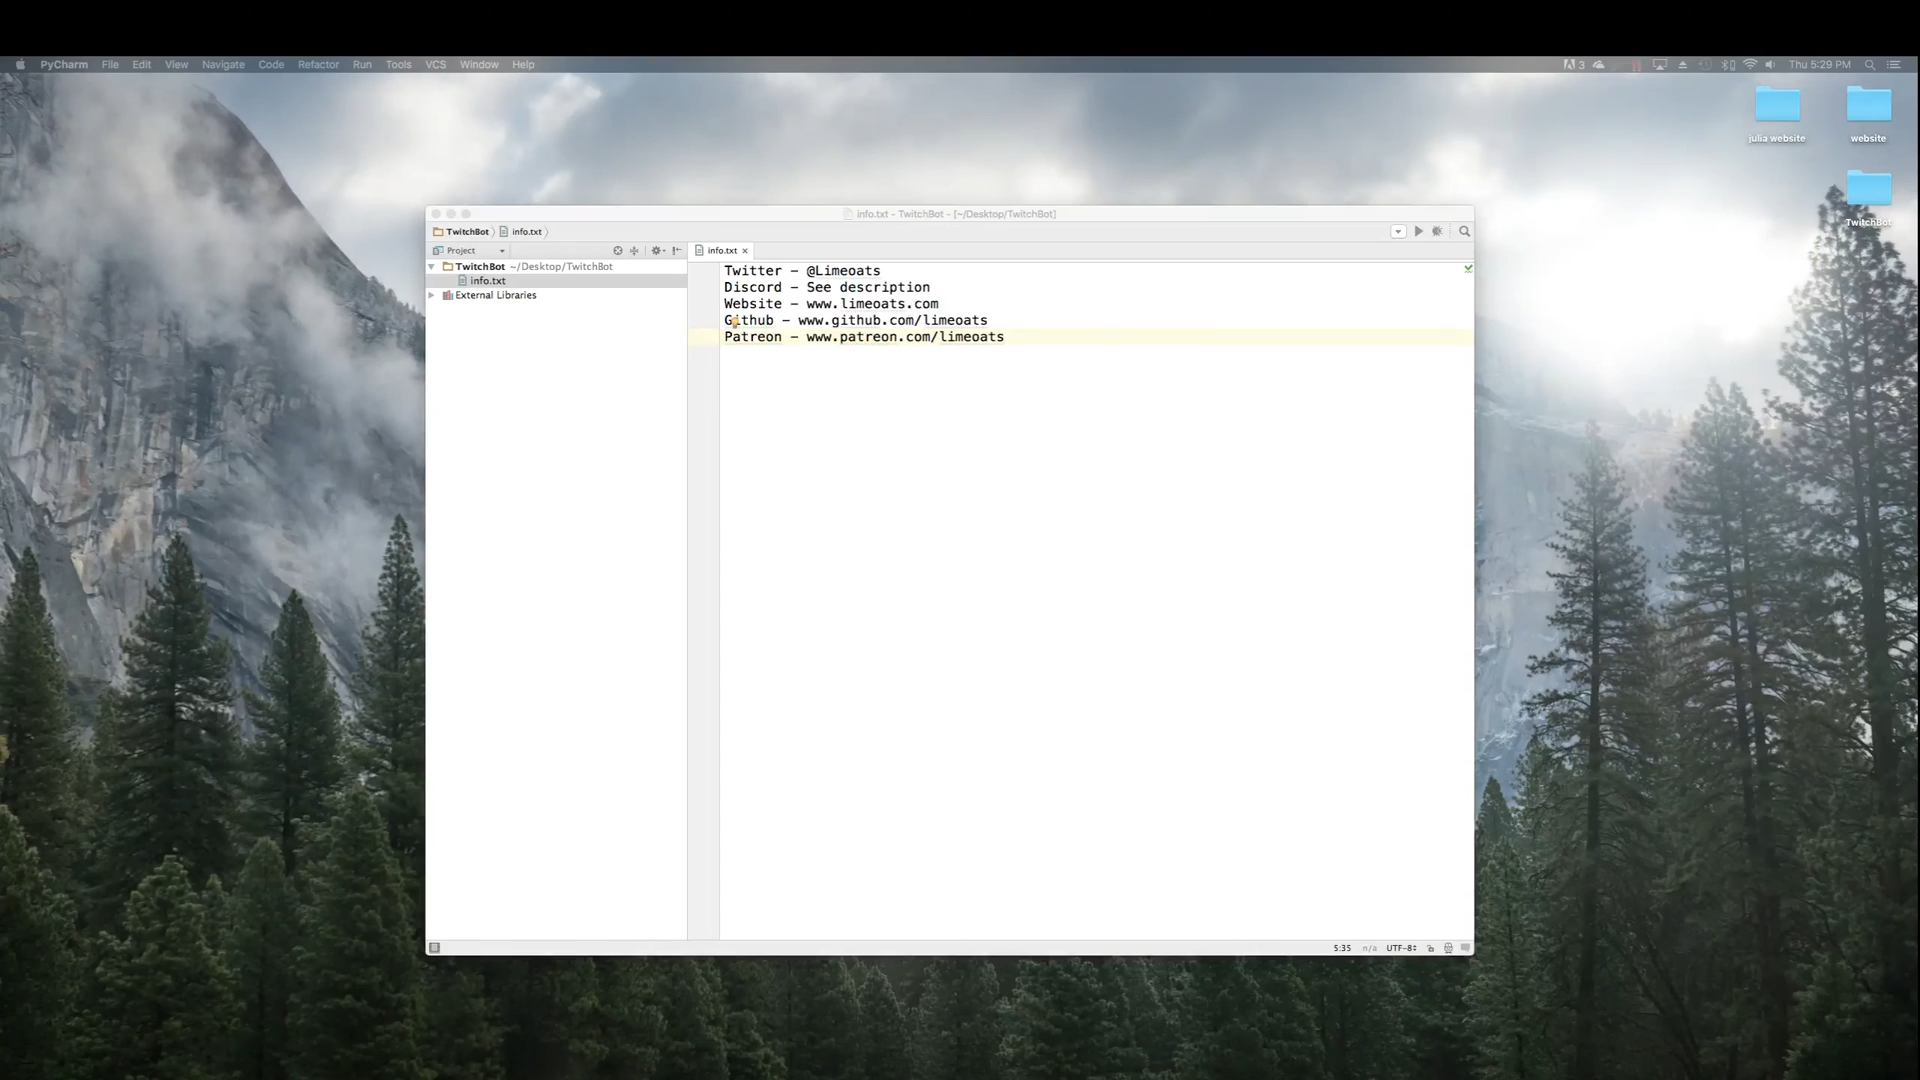 PyCharm File Edit View Navigate Code Refactor Run Tools VCS Window Help
3 Thu 5:29 PM
julia website
website
TwitchBot
info.txt - TwitchBot - [~/Desktop/TwitchBot]
TwitchBot info.txt
Project
info.txt
TwitchBot ~/Desktop/TwitchBot
info.txt
External Libraries
Twitter - @Limeoats
Discord - See description
Website - www.limeoats.com
Github - www.github.com/limeoats
Patreon - www.patreon.com/limeoats
5:35 n/a UTF-8